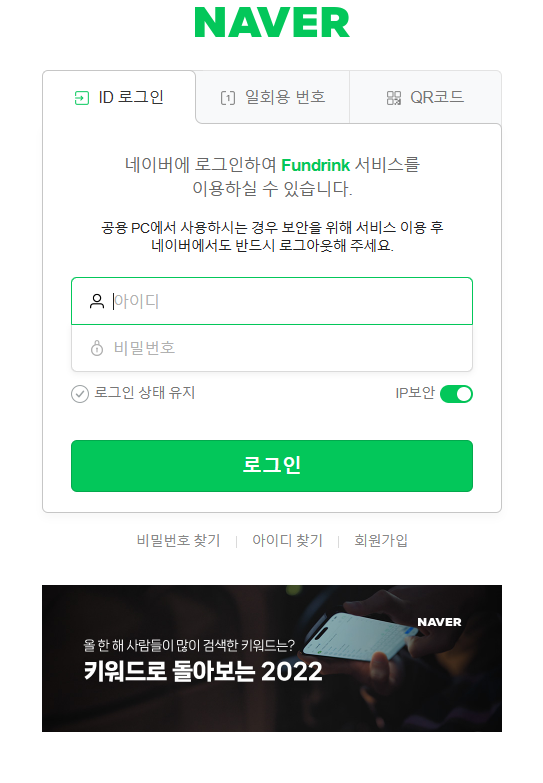 NAVER
ID 로그인
1 일회용 번호
QR코드
네이버에 로그인하여 Fundrink 서비스를
이용하실 수 있습니다.
공용 PC에서 사용하시는 경우 보안을 위해 서비스 이용 후
네이버에서도 반드시 로그아웃해 주세요.
아이디
비밀번호
로그인 상태 유지
IP보안
로그인
비밀번호 찾기
아이디 찾기
회원가입
NAVER
올 한 해 사람들이 많이 검색한 키워드는?
키워드로 돌아보는 2022